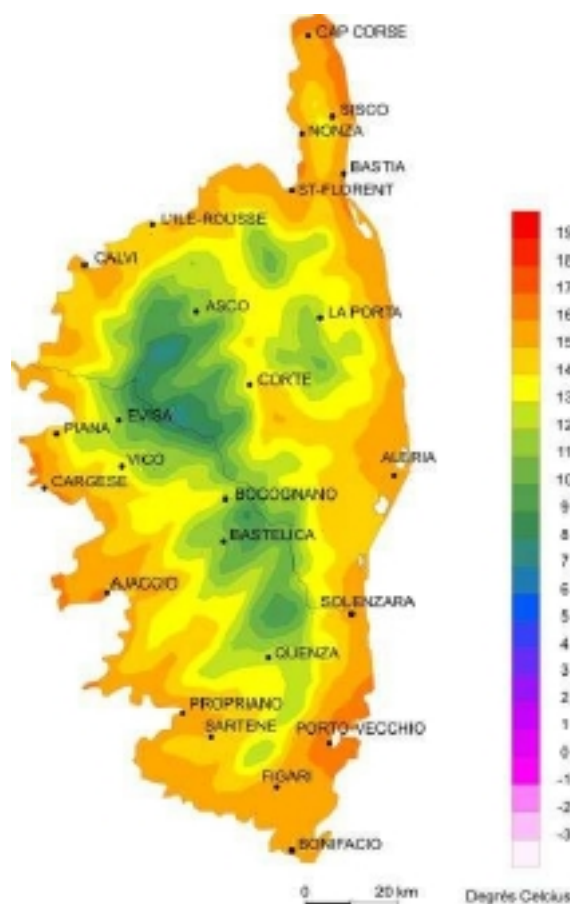 CAP CORSE
SISCO
NONZA
BASTIA
ST-FLORENT
L'ILE-ROUSSE
CALVI
ASCO
LA PORTA
CORTE
EVISA
PIANA
VICO
ALERIA
CARGESE
BOCOGNANO
BASTELICA
AJACCIO
SOLENZARA
QUENZA
PROPRIANO
SARTENE
PORTO-VECCHIO
FIGARI
BONIFACIO
0 20 km
19
18
17
16
15
14
13
12
11
10
9
8
7
6
5
4
3
2
1
0
-1
-2
-3
Degrés Celcius